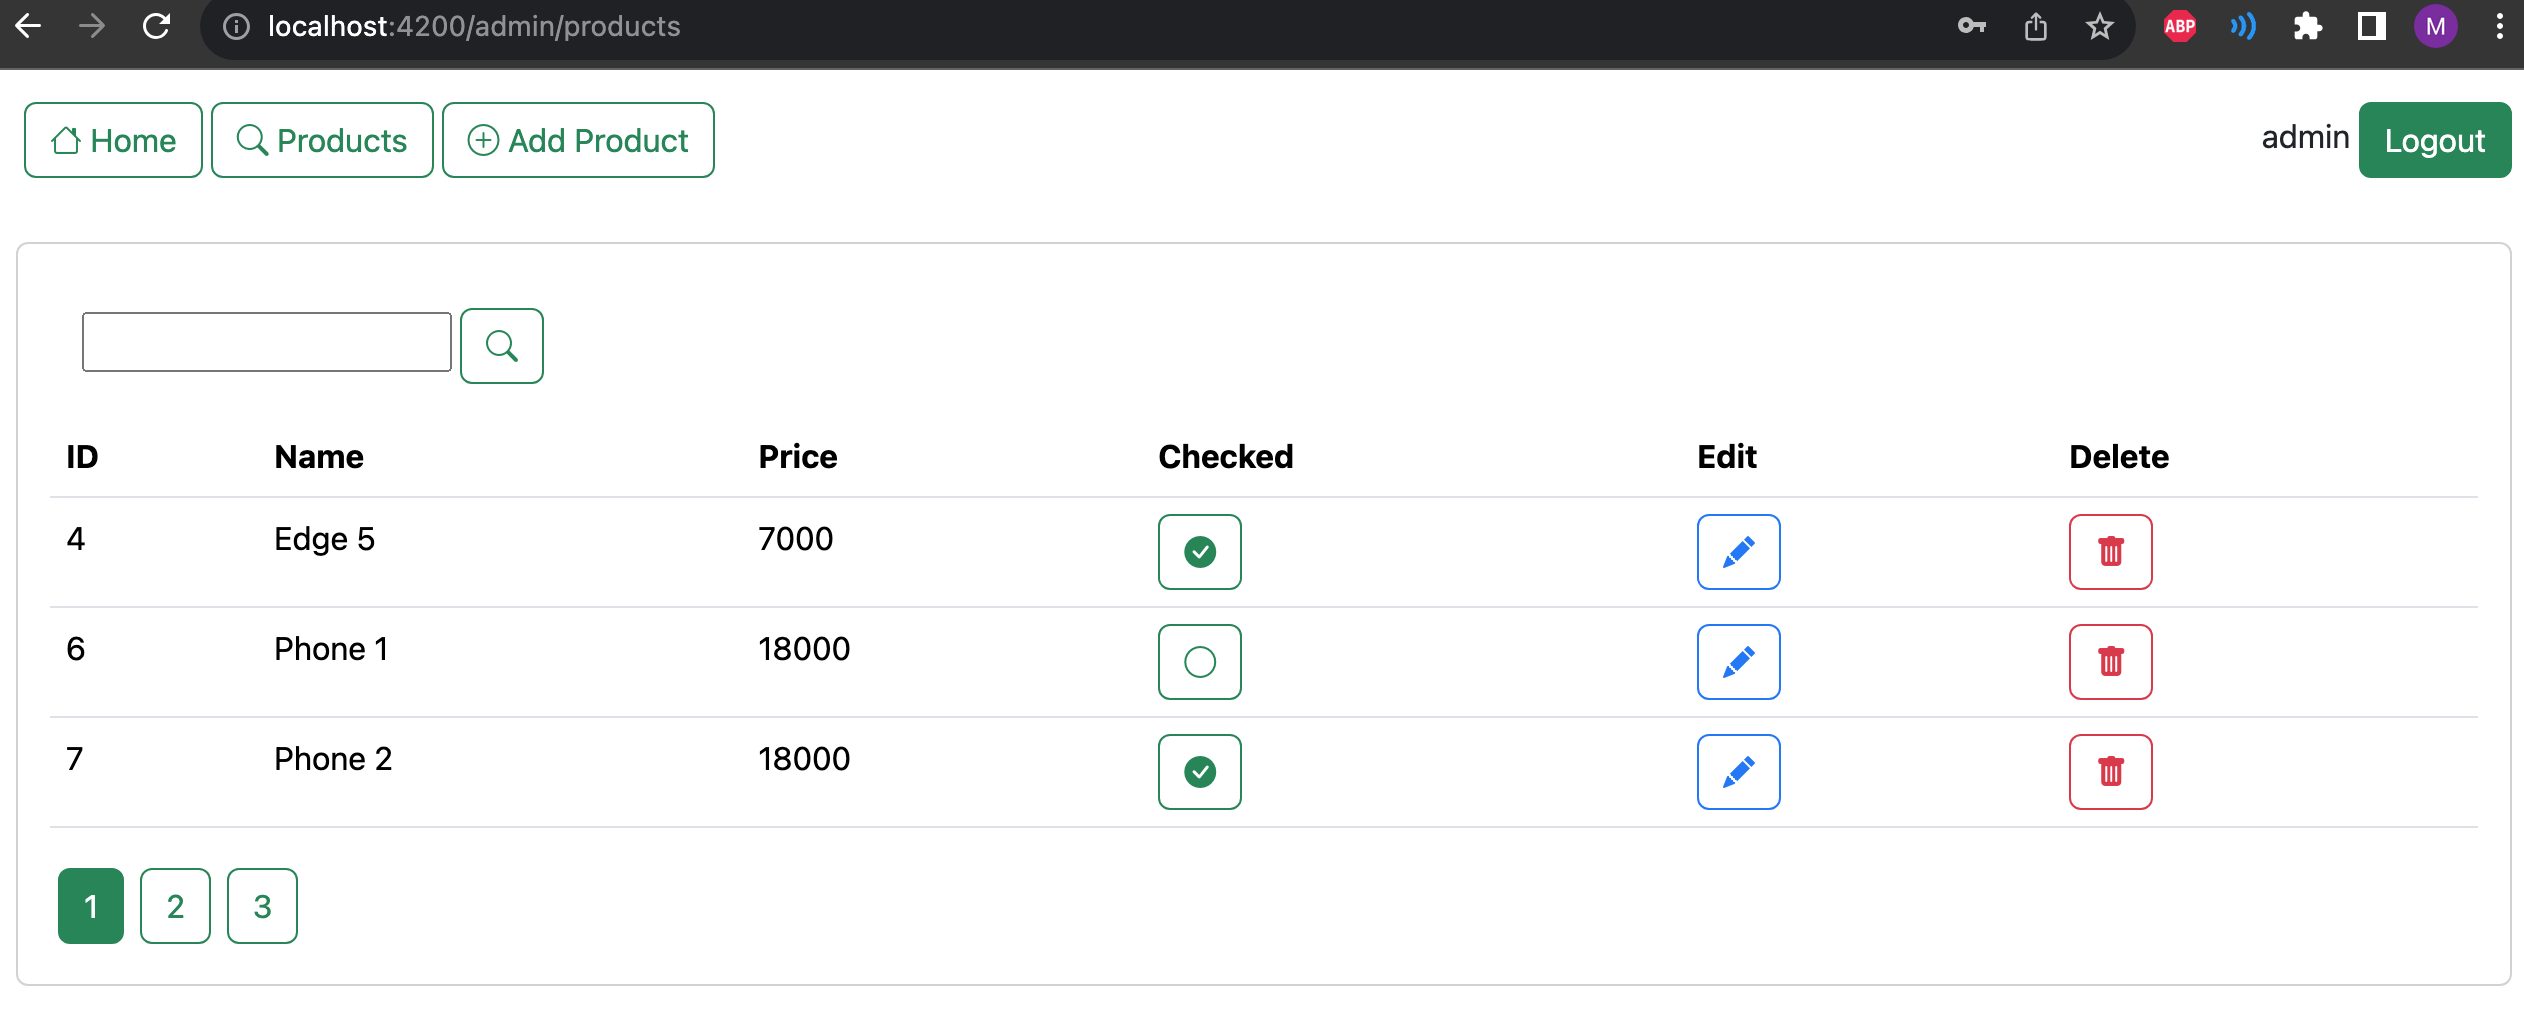 localhost:4200/admin/products ABP M
Home Products Add Product admin Logout
ID Name Price Checked Edit Delete
4 Edge 5 7000
6 Phone 1 18000
7 Phone 2 18000
1 2 3